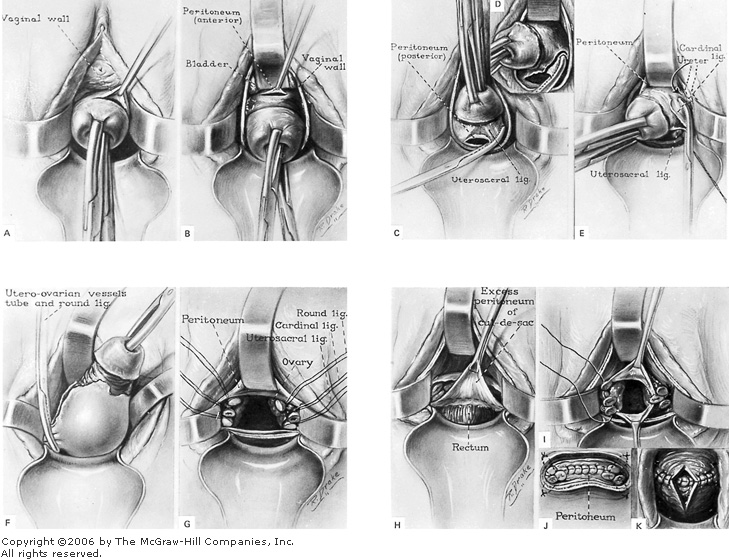 Vaginal wall
A
Peritoneum
(anterior)
Bladder
Vaginal
wall
B
Peritoneum
(posterior)
Uterosacral lig.
C
D
Peritoneum
Cardinal
lig.
Ureter
Uterosacral lig.
E
Utero-ovarian vessels
tube and round lig.
F
Peritoneum
Round lig.
Cardinal lig.
Uterosacral lig.
Ovary
G
Excess
peritoneum
of
cul-de-sac
Rectum
H
I
Peritoneum
J
K
Copyright ©2006 by The McGraw-Hill Companies, Inc.
All rights reserved.